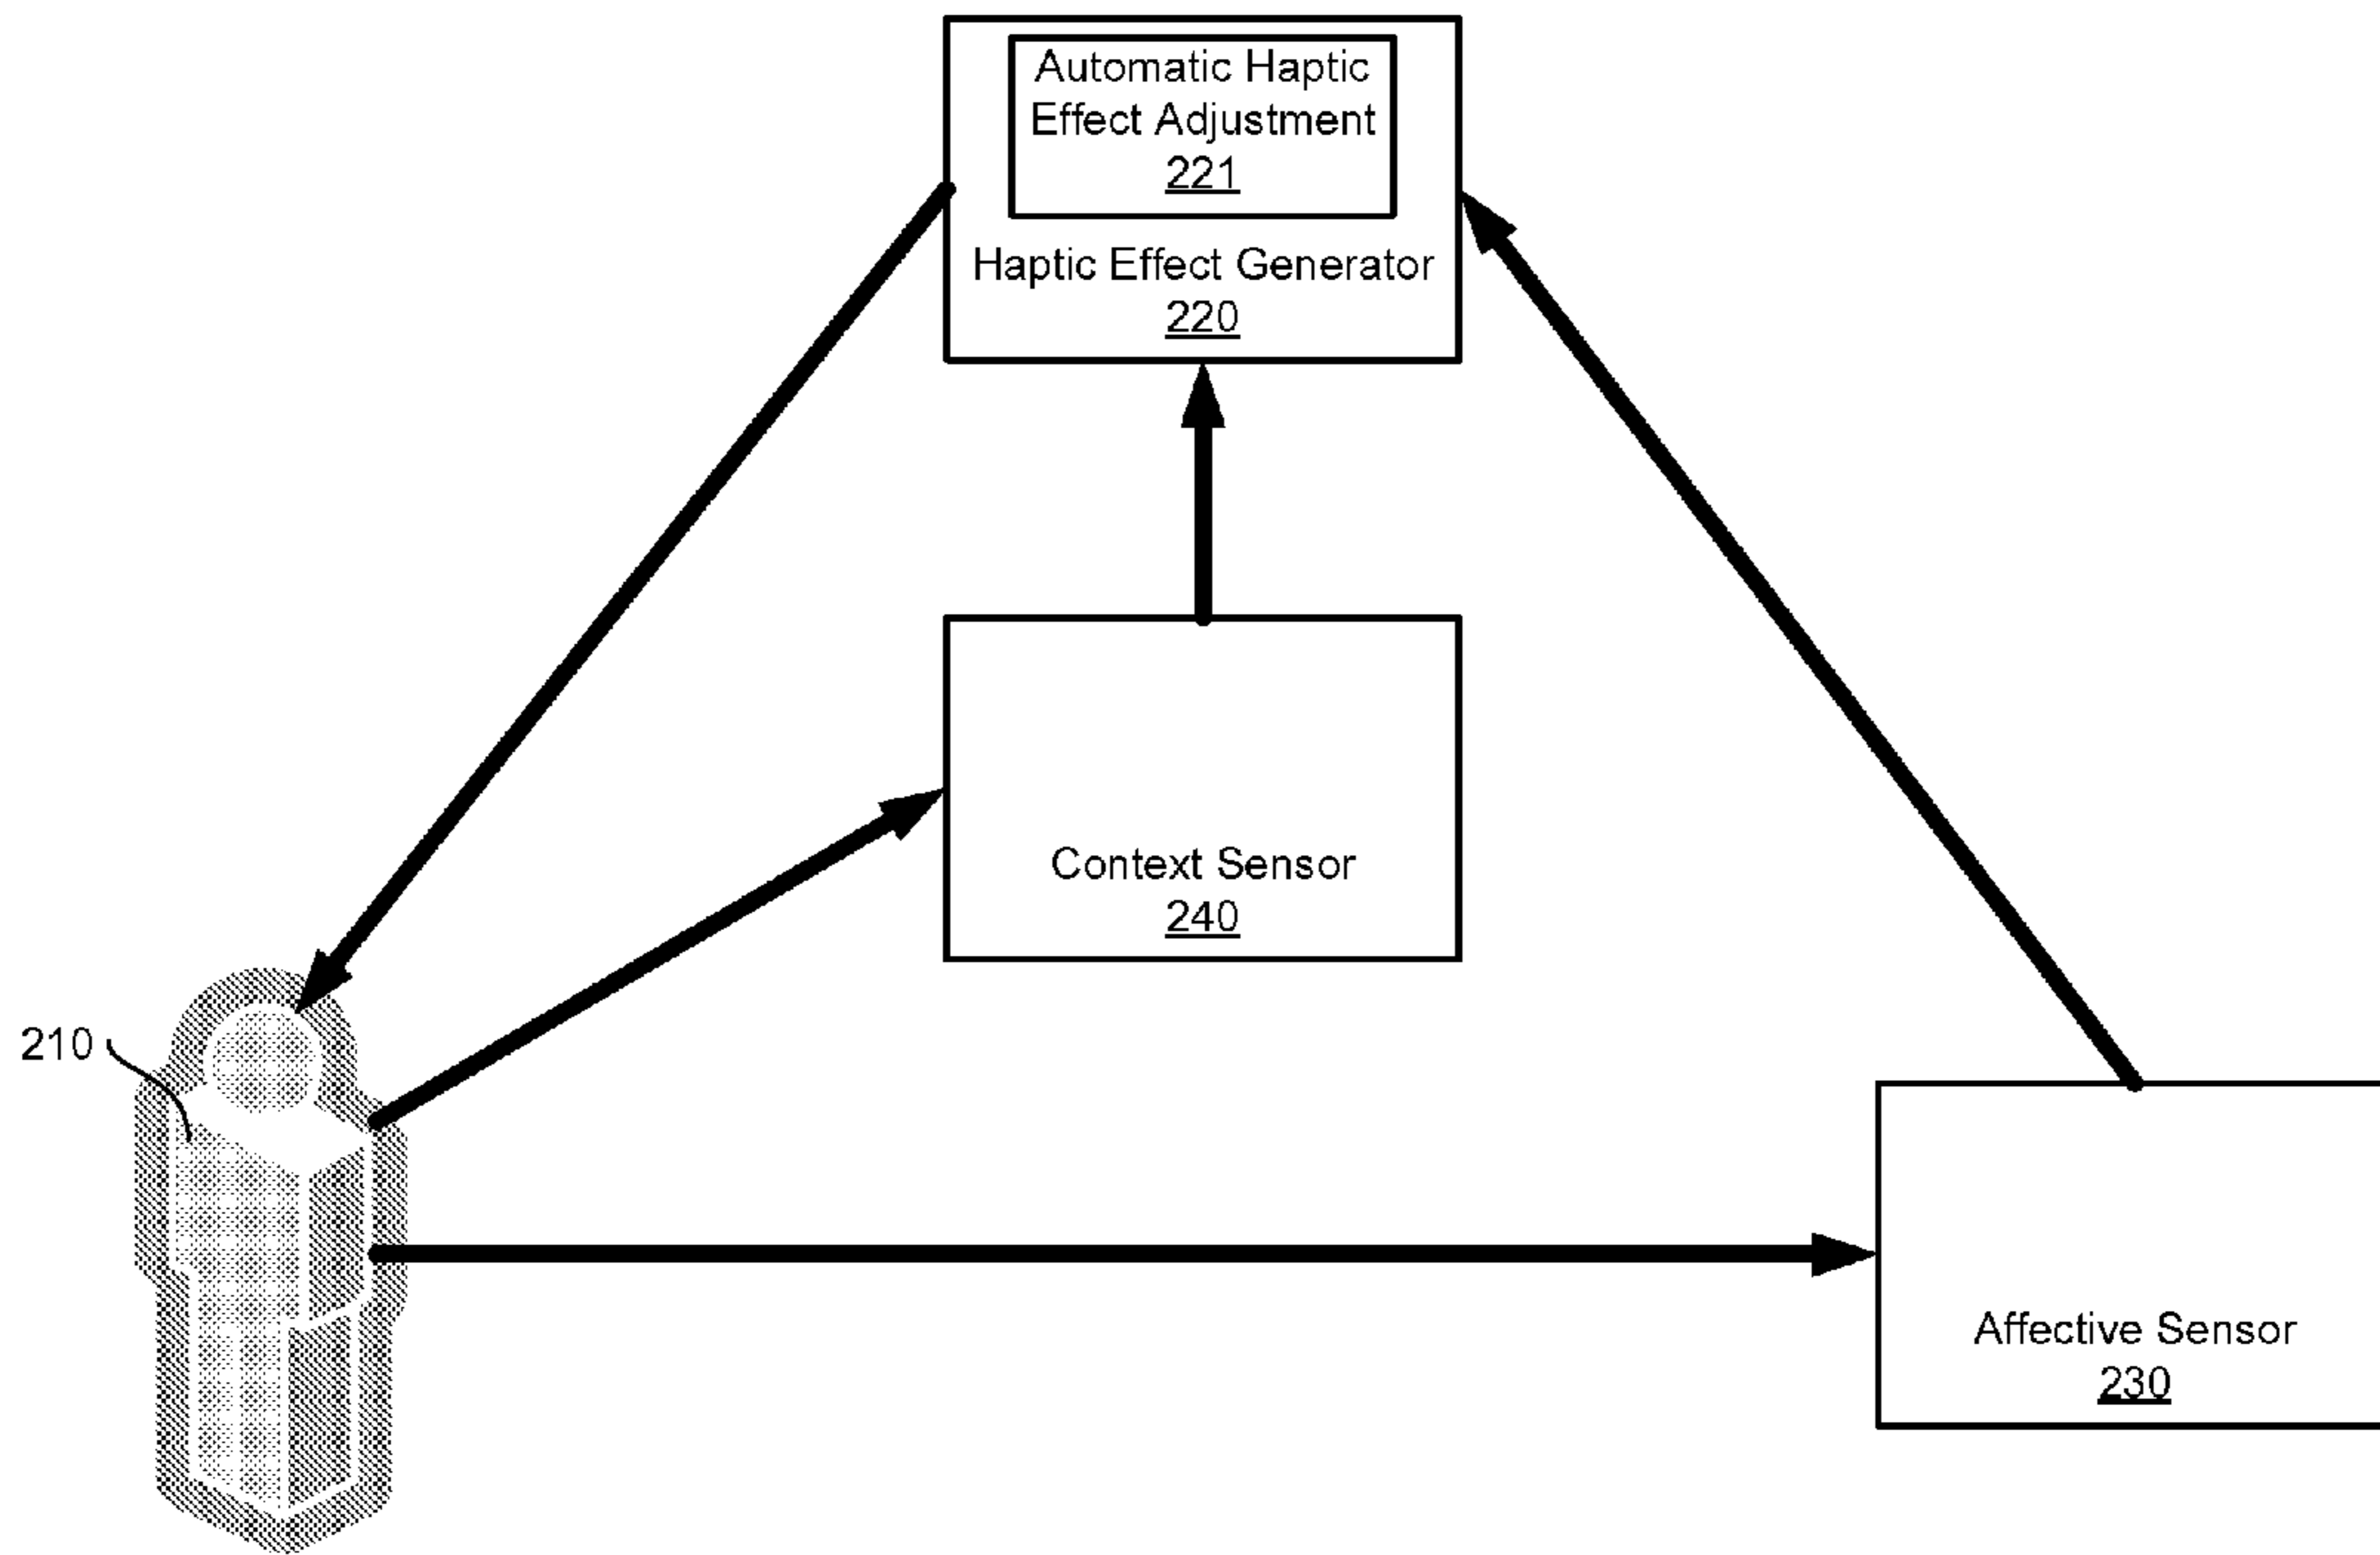 Automatic Haptic
Effect Adjustment
221
Haptic Effect Generator
220
Context Sensor
240
210
Affective Sensor
230